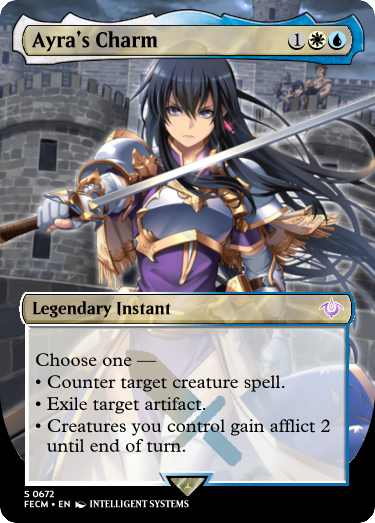 Ayra's Charm 1
Legendary Instant
Choose one —
• Counter target creature spell.
• Exile target artifact.
• Creatures you control gain afflict 2
until end of turn.
S 0672
FECM • EN INTELLIGENT SYSTEMS